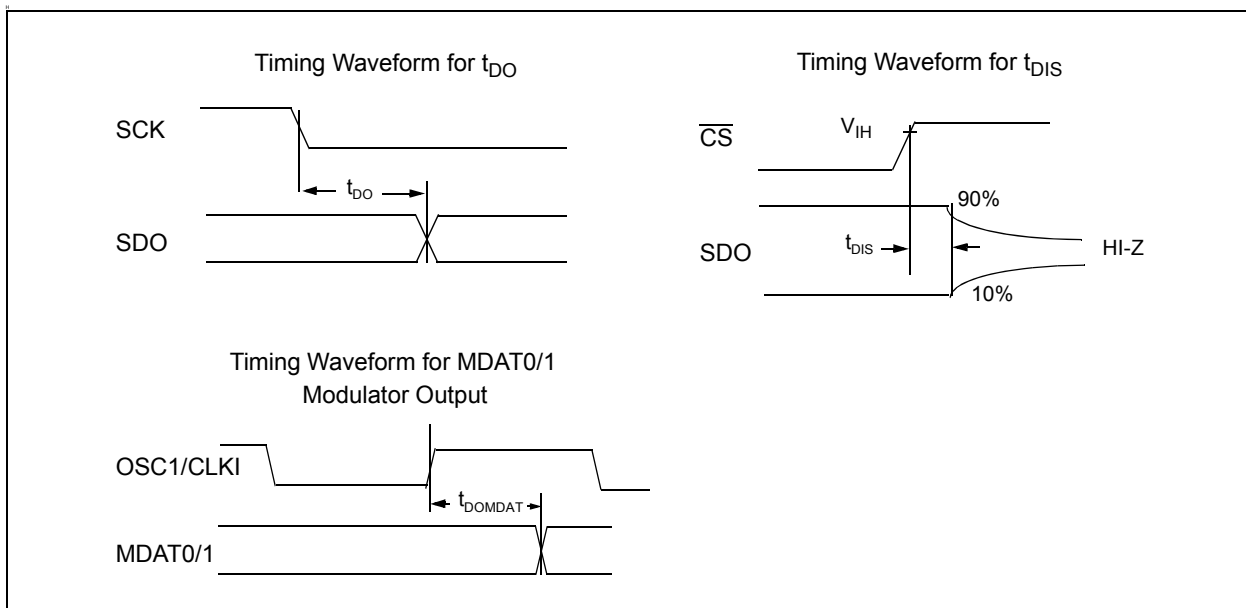 Timing Waveform for tDO
SCK
tDO
SDO
Timing Waveform for tDIS
CS
VIH
90%
SDO
tDIS
HI-Z
10%
Timing Waveform for MDAT0/1
Modulator Output
OSC1/CLKI
tDOMDAT
MDAT0/1